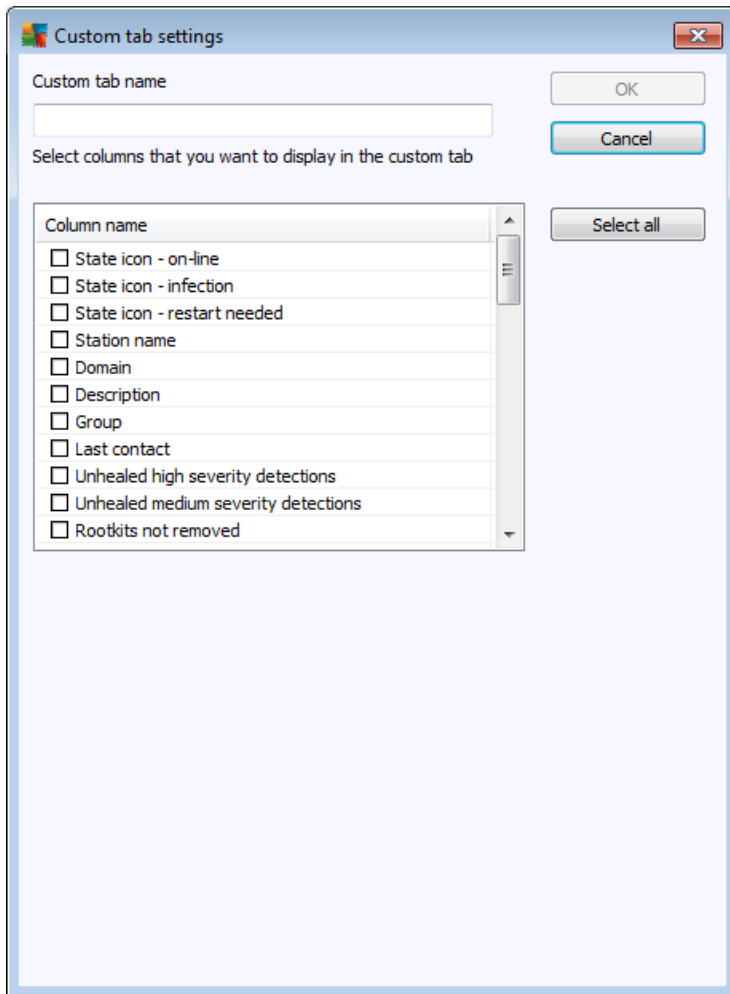 Custom tab settings
Custom tab name
OK
Cancel
Select columns that you want to display in the custom tab
Select all
Column name
State icon - on-line
State icon - infection
State icon - restart needed
Station name
Domain
Description
Group
Last contact
Unhealed high severity detections
Unhealed medium severity detections
Rootkits not removed